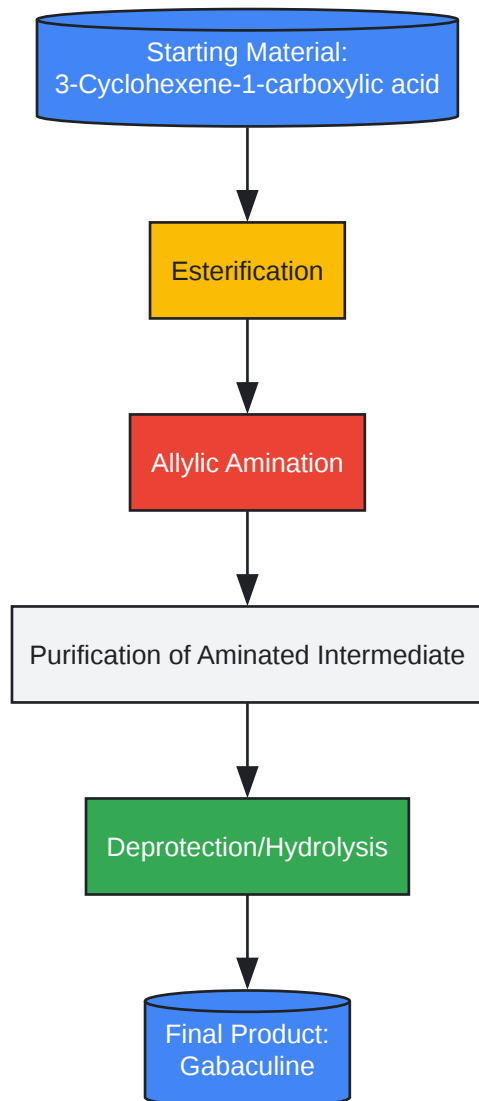 Starting Material:
3-Cyclohexene-1-carboxylic acid
Esterification
Allylic Amination
Purification of Aminated Intermediate
Deprotection/Hydrolysis
Final Product:
Gabaculine